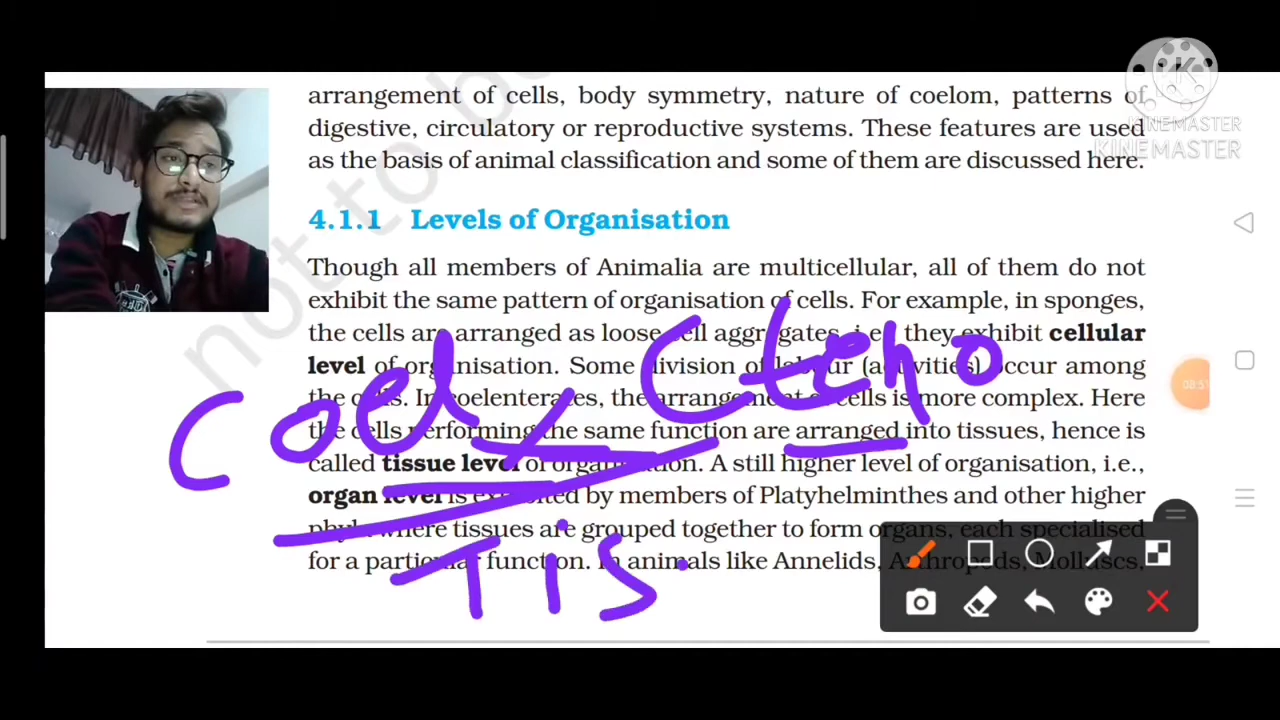 KINEMASTER
KINEMASTER
arrangement of cells, body symmetry, nature of coelom, patterns of
digestive, circulatory or reproductive systems. These features are used
as the basis of animal classification and some of them are discussed here.
4.1.1 Levels of Organisation
Though all members of Animalia are multicellular, all of them do not
exhibit the same pattern of organisation of cells. For example, in sponges,
the cells are arranged as loose cell aggregates, i.e., they exhibit cellular
level of organisation. Some division of labour (activities) occur among
the cells. In coelenterates, the arrangement of cells is more complex. Here
the cells performing the same function are arranged into tissues, hence is
called tissue level of organisation. A still higher level of organisation, i.e.,
organ level is exhibited by members of Platyhelminthes and other higher
phyla where tissues are grouped together to form organs, each specialised
for a particular function. In animals like Annelids, Arthropods, Molluscs,
not to be
Coel, Cteno
Tis.